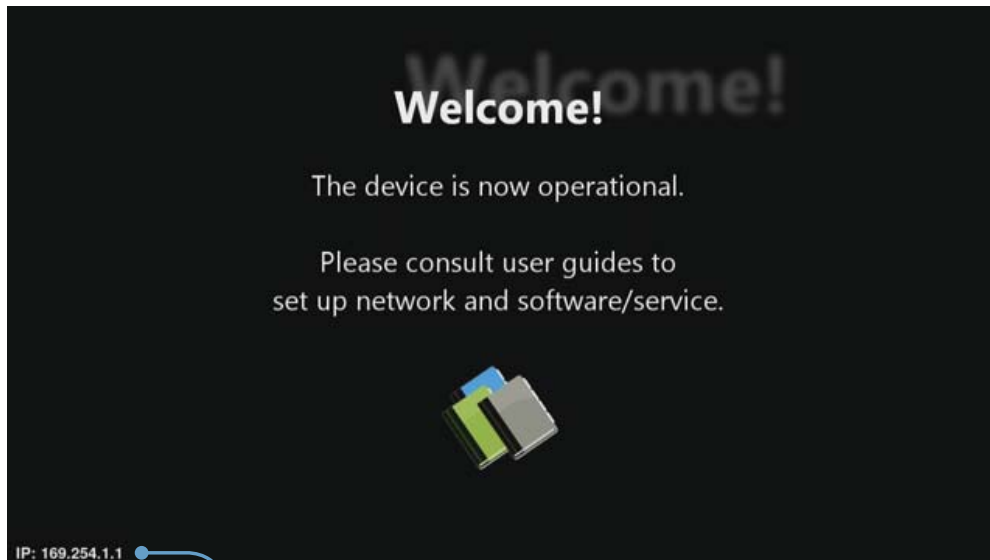 Welcome!
The device is now operational.
Please consult user guides to
set up network and software/service.
IP: 169.254.1.1